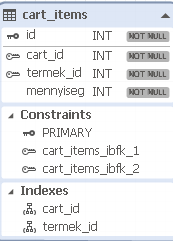 cart_items
id INT NOT NULL
cart_id INT NOT NULL
termek_id INT NOT NULL
mennyiseg INT NOT NULL
Constraints
PRIMARY
cart_items_ibfk_1
cart_items_ibfk_2
Indexes
cart_id
termek_id